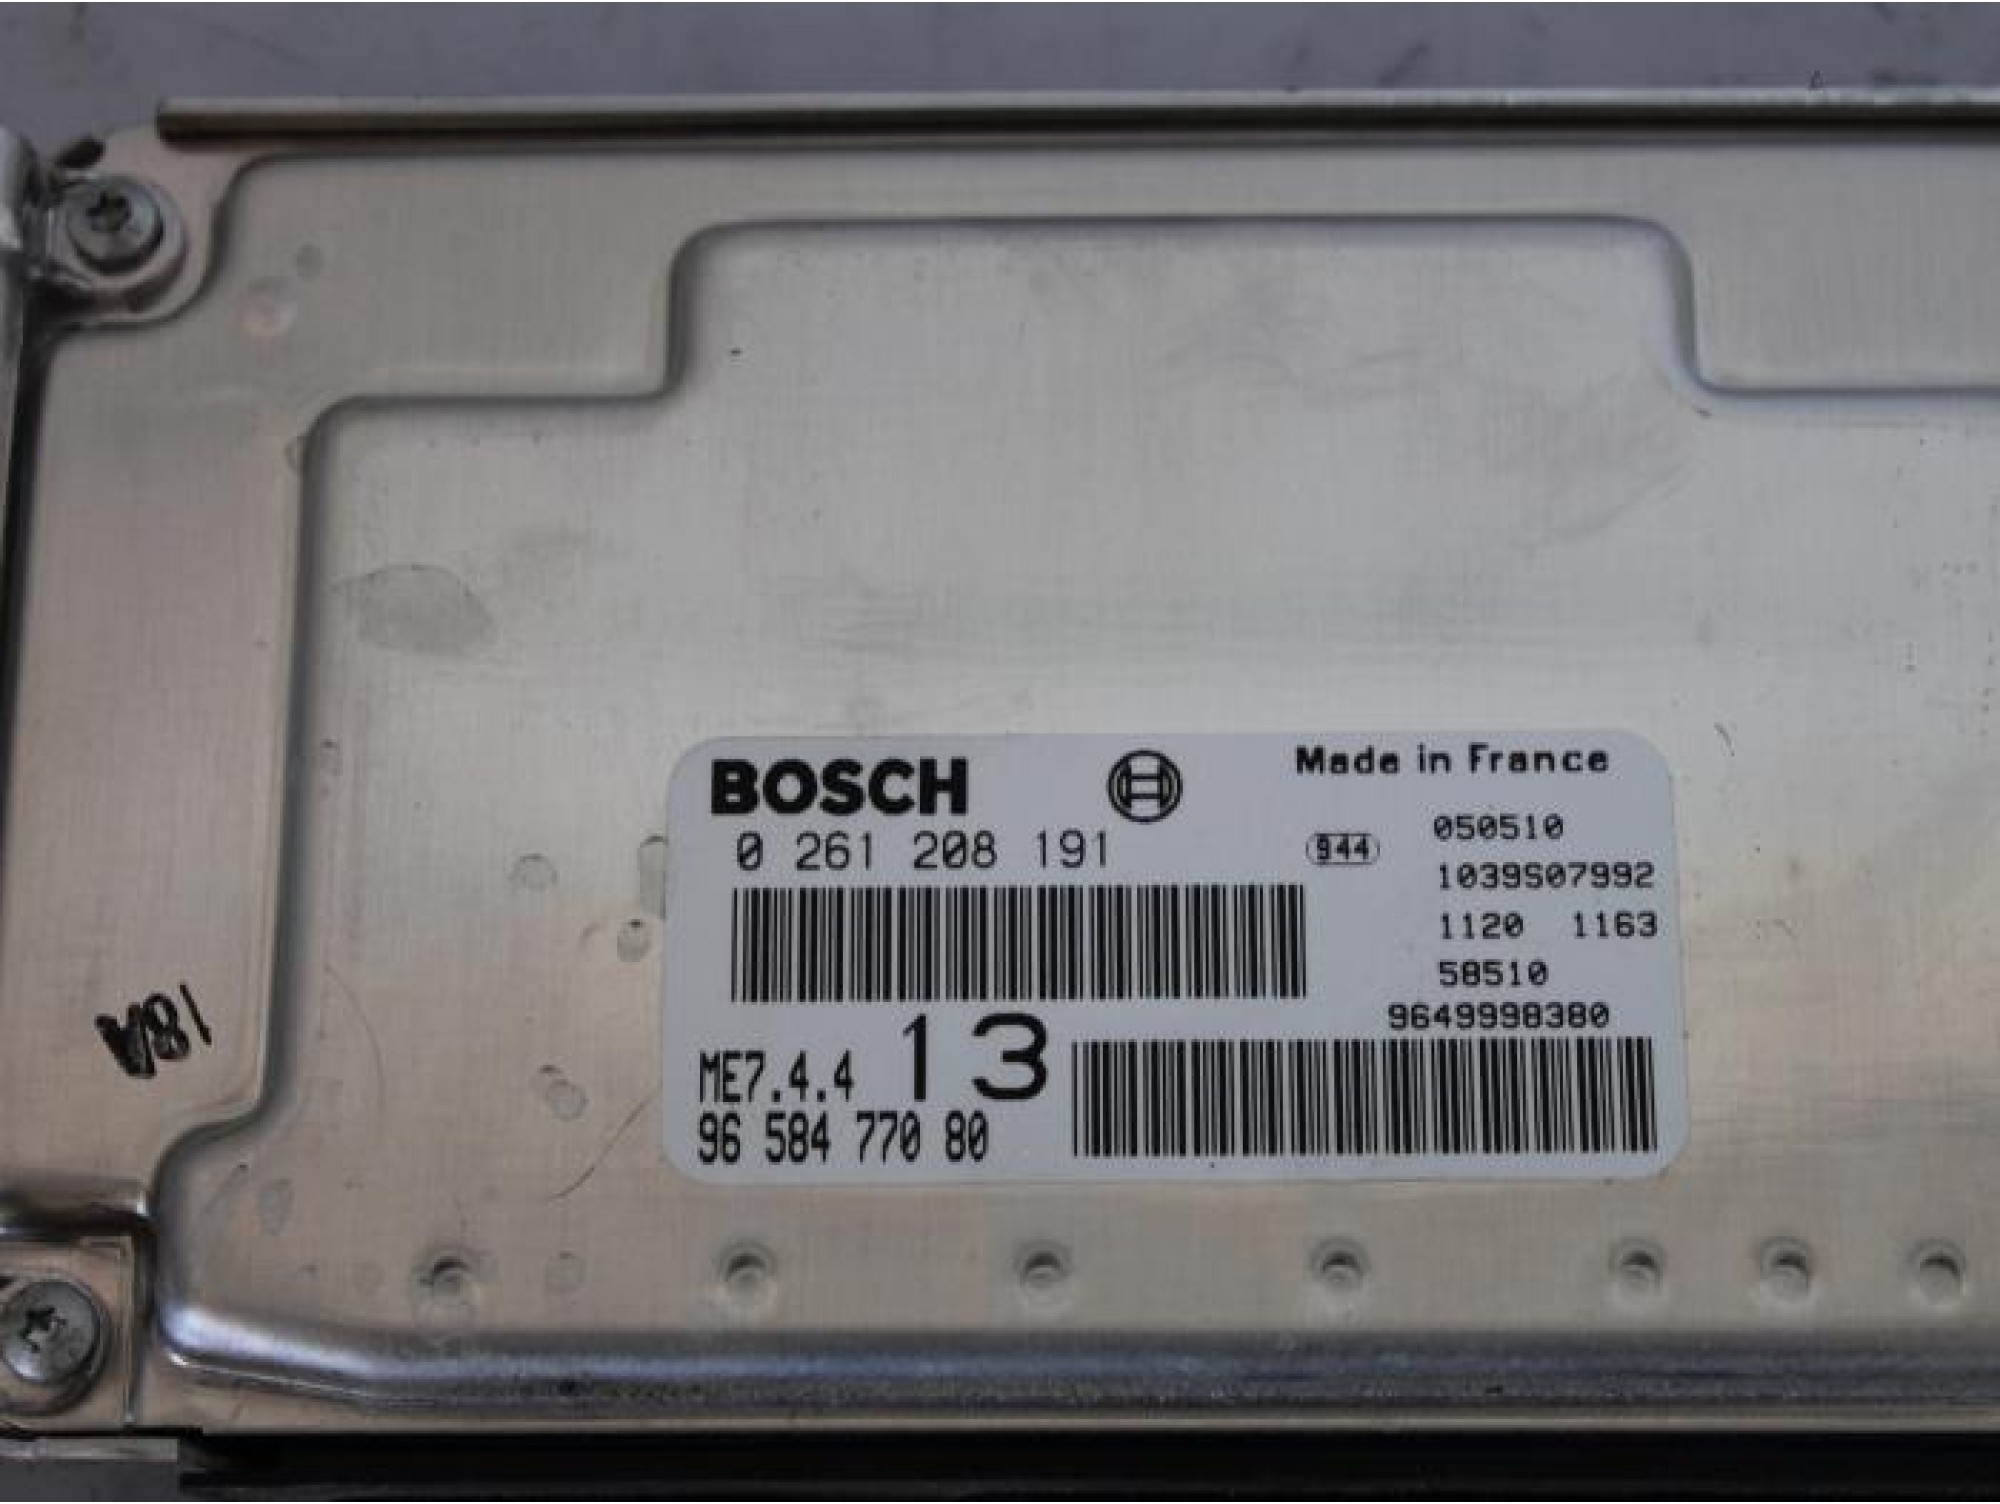 BOSCH
Made in France
0 261 208 191
944
050510
1039S07992
1120 1163
58510
9649998380
ME7.4.4 13
96 584 770 80
18A